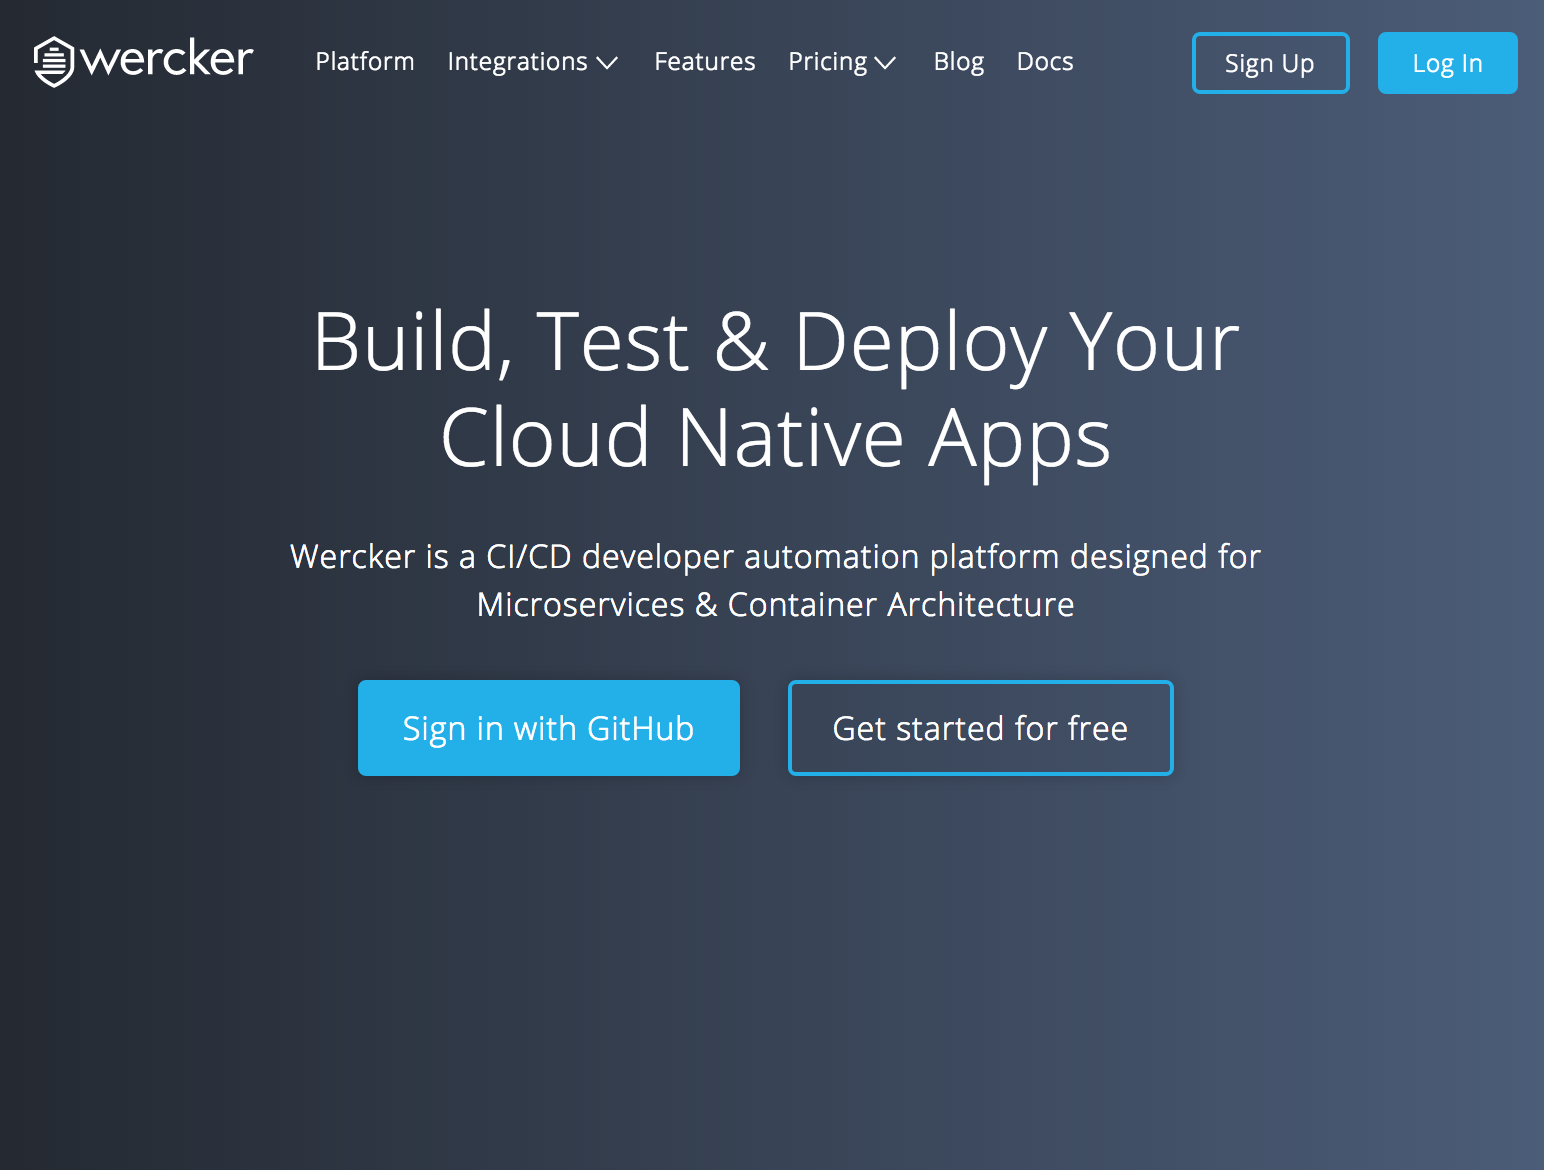 wercker
Platform
Integrations
Features
Pricing
Blog
Docs
Sign Up
Log In
Build, Test & Deploy Your
Cloud Native Apps
Wercker is a CI/CD developer automation platform designed for
Microservices & Container Architecture
Sign in with GitHub
Get started for free